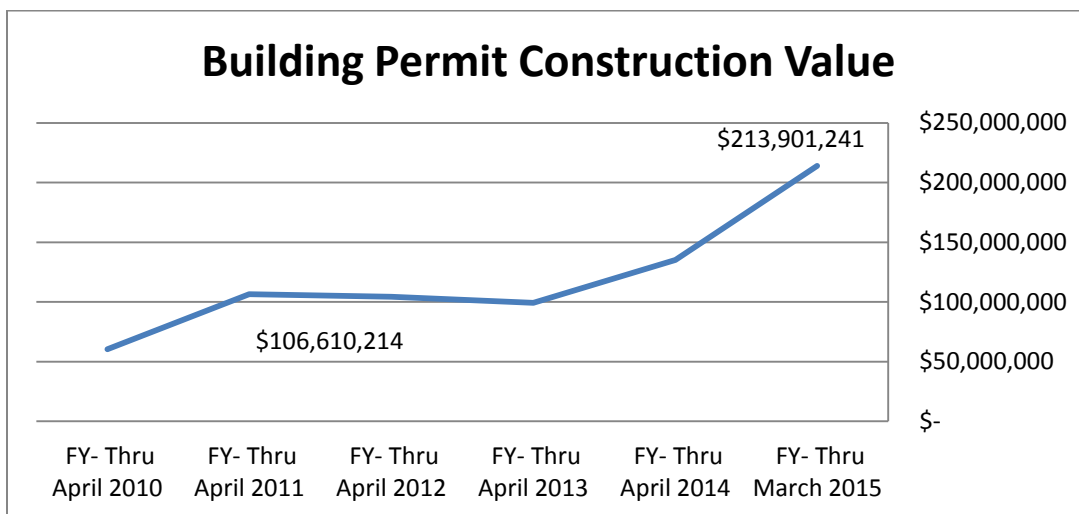 Building Permit Construction Value
$250,000,000
$213,901,241
$200,000,000
$150,000,000
$100,000,000
$106,610,214
$50,000,000
$-
FY- Thru April 2010
FY- Thru April 2011
FY- Thru April 2012
FY- Thru April 2013
FY- Thru April 2014
FY- Thru March 2015